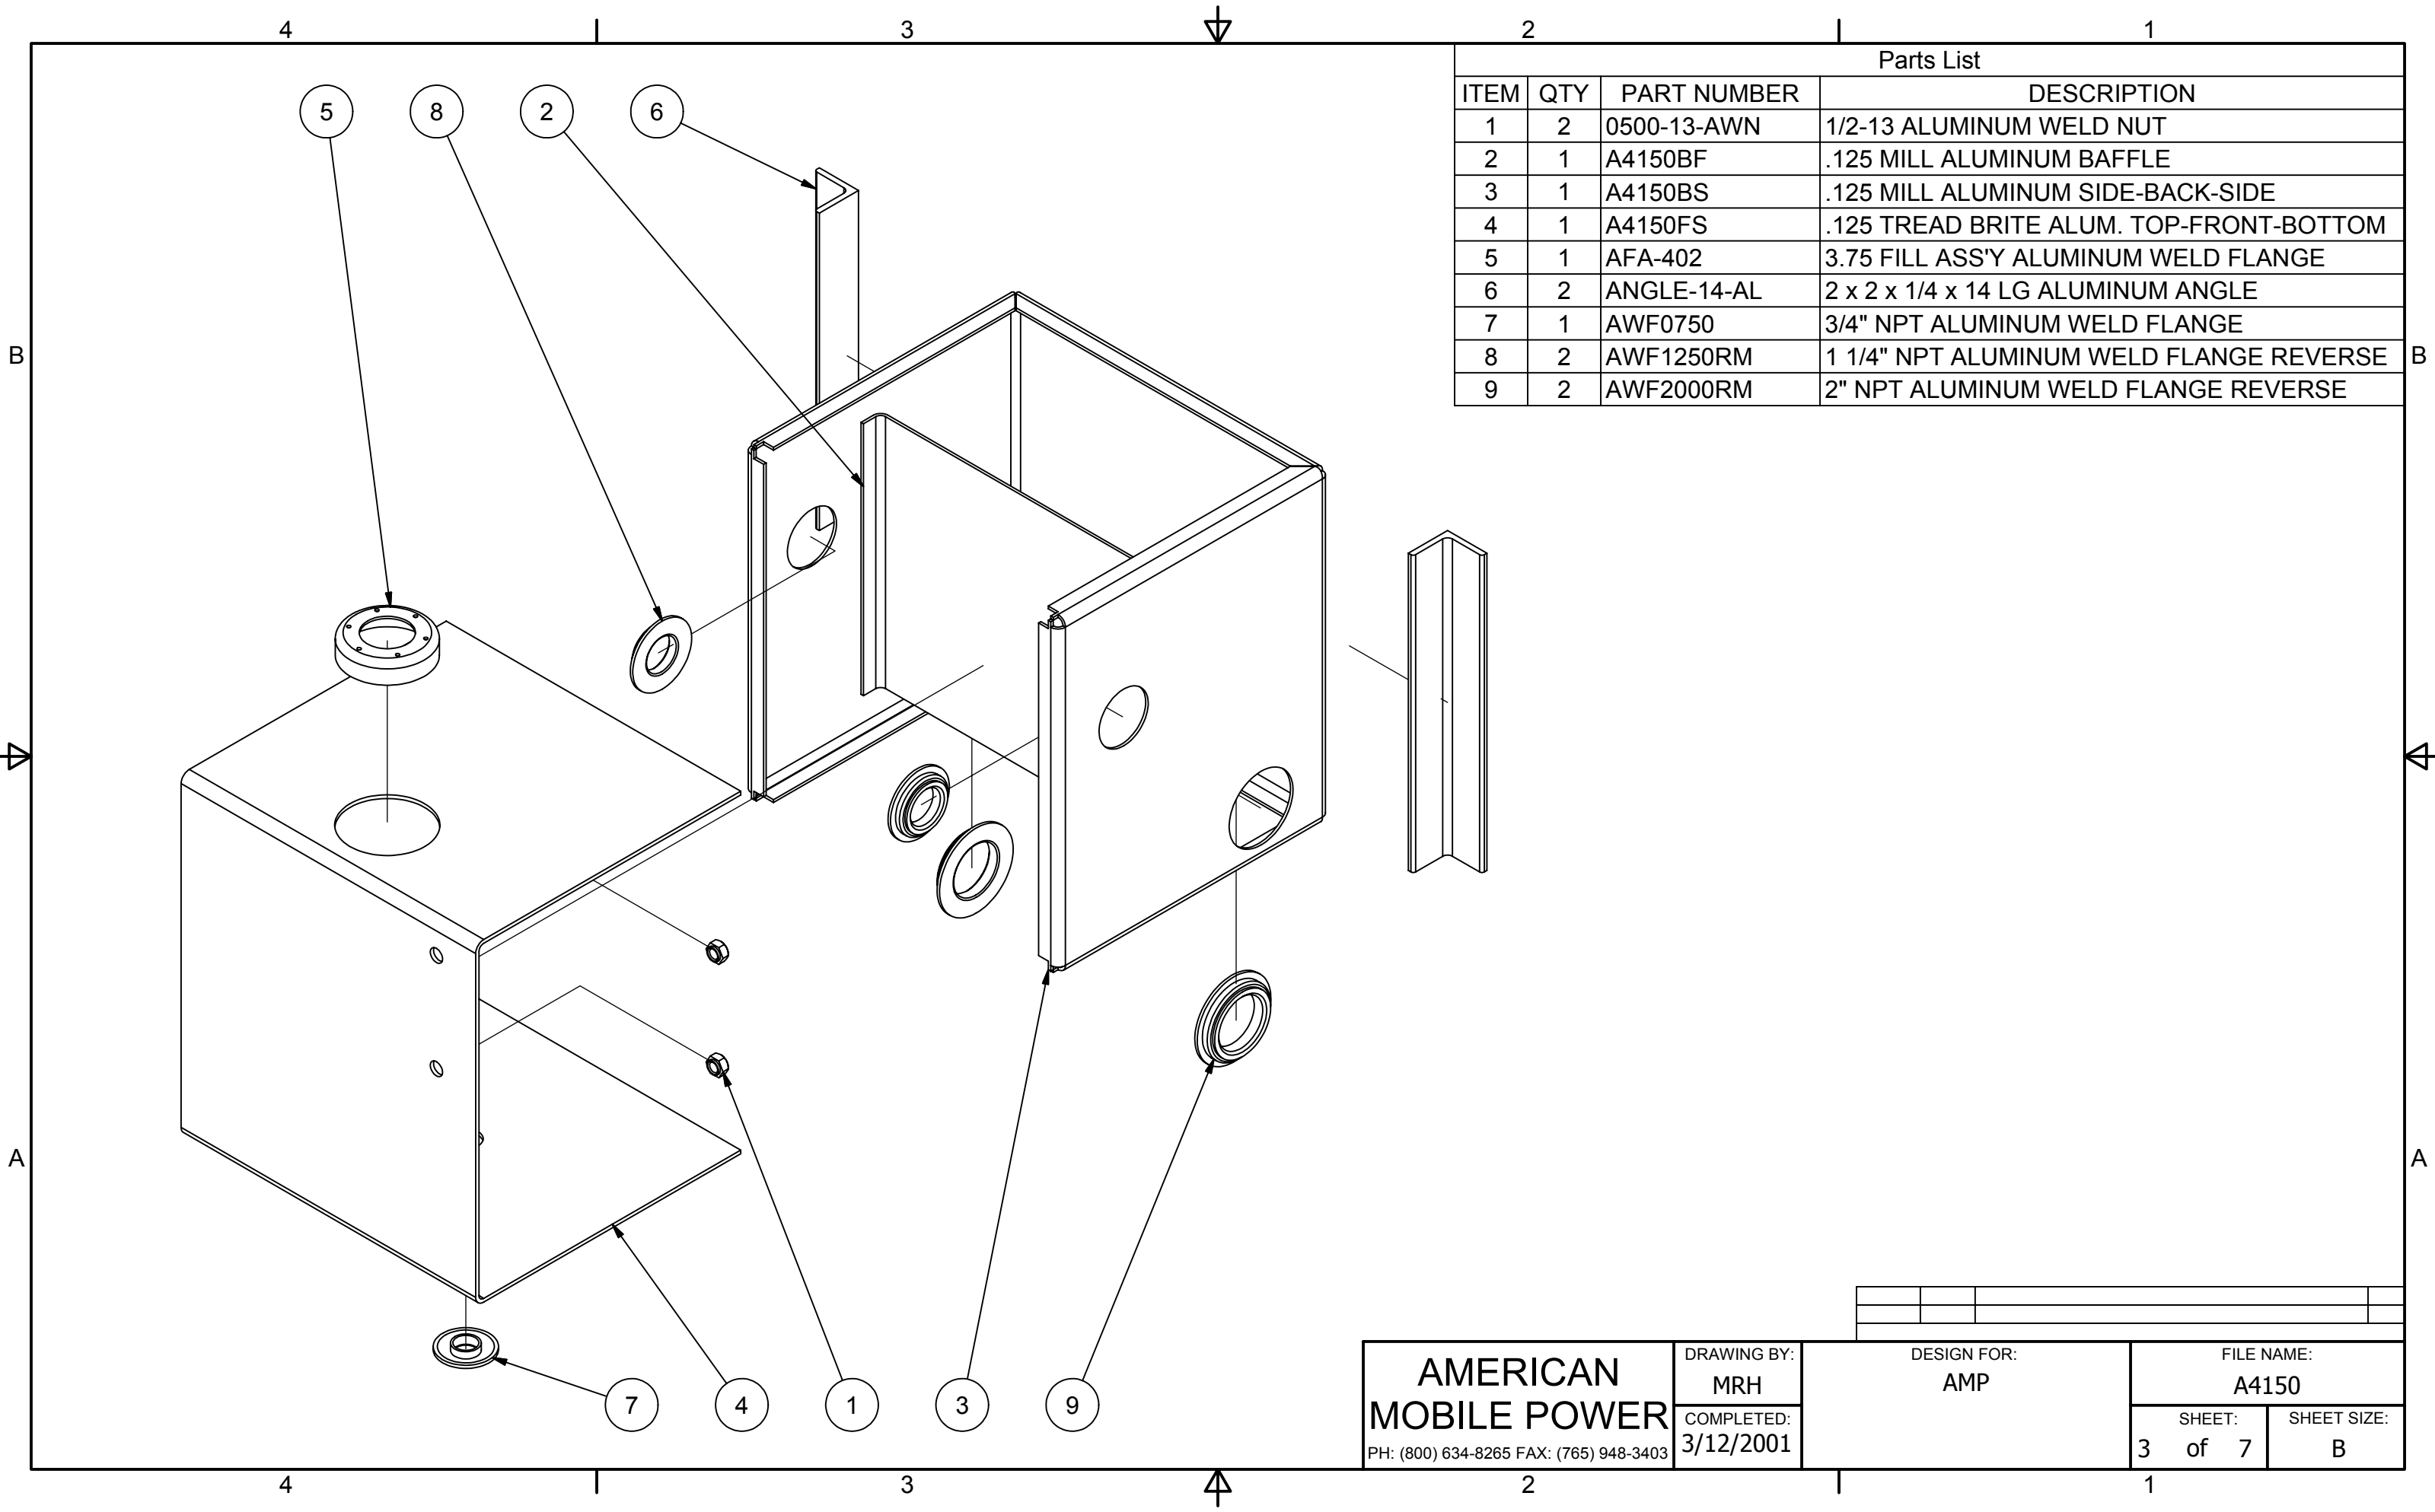 4 3 2 1
Parts List
ITEM QTY PART NUMBER DESCRIPTION
1 2 0500-13-AWN 1/2-13 ALUMINUM WELD NUT
2 1 A4150BF .125 MILL ALUMINUM BAFFLE
3 1 A4150BS .125 MILL ALUMINUM SIDE-BACK-SIDE
4 1 A4150FS .125 TREAD BRITE ALUM. TOP-FRONT-BOTTOM
5 1 AFA-402 3.75 FILL ASS'Y ALUMINUM WELD FLANGE
6 2 ANGLE-14-AL 2 x 2 x 1/4 x 14 LG ALUMINUM ANGLE
7 1 AWF0750 3/4" NPT ALUMINUM WELD FLANGE
8 2 AWF1250RM 1 1/4" NPT ALUMINUM WELD FLANGE REVERSE
9 2 AWF2000RM 2" NPT ALUMINUM WELD FLANGE REVERSE
5 8 2 6
B B
A A
7 4 1 3 9
AMERICAN
MOBILE POWER
PH: (800) 634-8265 FAX: (765) 948-3403
DRAWING BY:
MRH
COMPLETED:
3/12/2001
DESIGN FOR:
AMP
FILE NAME:
A4150
SHEET:
3 of 7
SHEET SIZE:
B
4 3 2 1